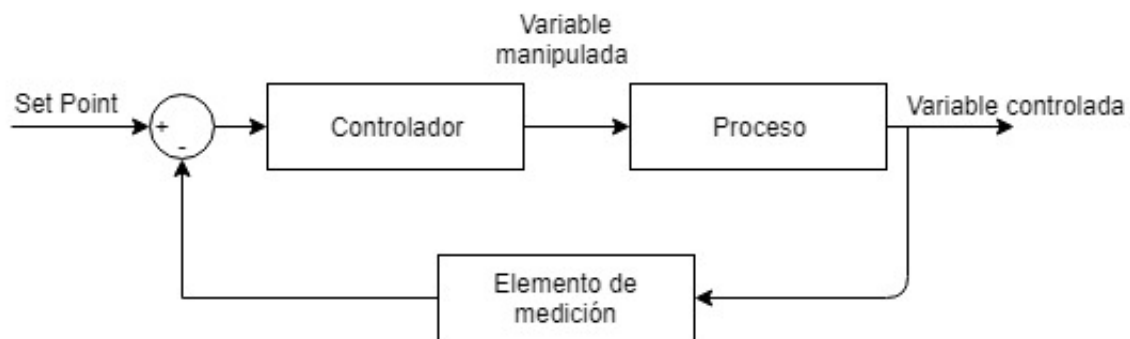 Variable
manipulada
Set Point
+
-
Controlador
Proceso
Variable controlada
Elemento de
medición